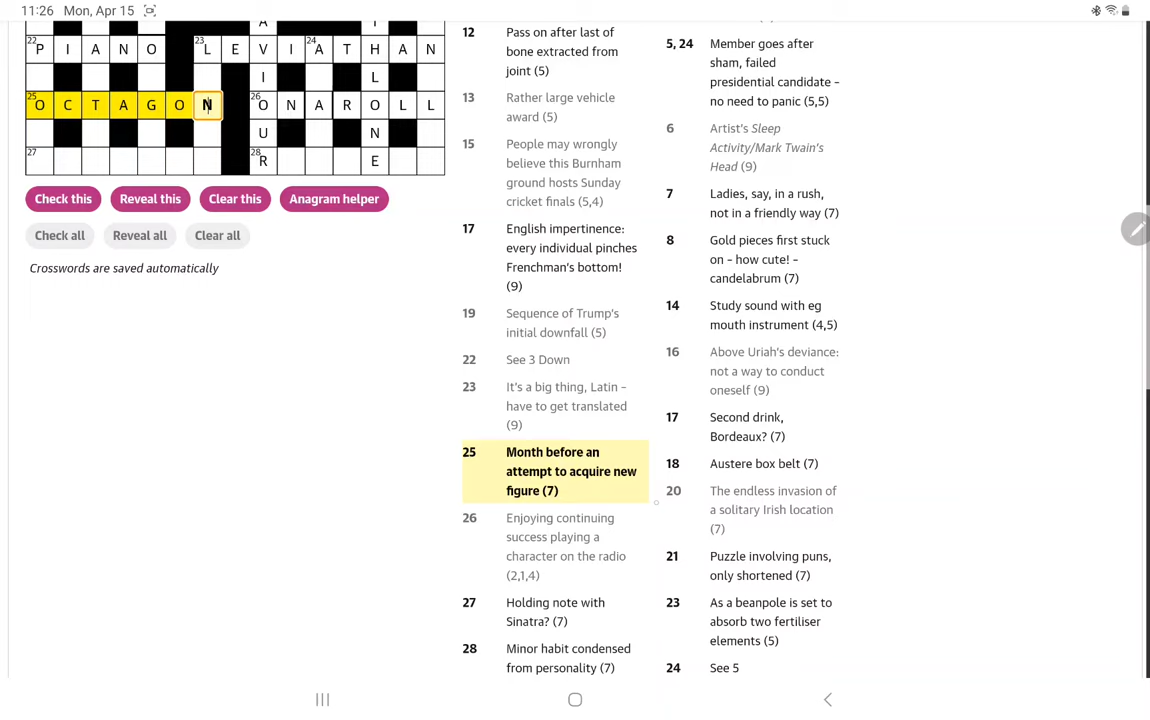 11:26 Mon, Apr 15
A I
22 P I A N O 23 L E V I 24 A T H A N
I L
25 O C T A G O N 26 O N A R O L L
U N
27 28 R E
Check this Reveal this Clear this Anagram helper
Check all Reveal all Clear all
Crosswords are saved automatically
12 Pass on after last of
bone extracted from
joint (5)
13 Rather large vehicle
award (5)
15 People may wrongly
believe this Burnham
ground hosts Sunday
cricket finals (5,4)
17 English impertinence:
every individual pinches
Frenchman's bottom!
(9)
19 Sequence of Trump's
initial downfall (5)
22 See 3 Down
23 It's a big thing, Latin –
have to get translated
(9)
25 Month before an
attempt to acquire new
figure (7)
26 Enjoying continuing
success playing a
character on the radio
(2,1,4)
27 Holding note with
Sinatra? (7)
28 Minor habit condensed
from personality (7)
5, 24 Member goes after
sham, failed
presidential candidate –
no need to panic (5,5)
6 Artist's Sleep
Activity/Mark Twain's
Head (9)
7 Ladies, say, in a rush,
not in a friendly way (7)
8 Gold pieces first stuck
on – how cute! –
candelabrum (7)
14 Study sound with eg
mouth instrument (4,5)
16 Above Uriah's deviance:
not a way to conduct
oneself (9)
17 Second drink,
Bordeaux? (7)
18 Austere box belt (7)
20 The endless invasion of
a solitary Irish location
(7)
21 Puzzle involving puns,
only shortened (7)
23 As a beanpole is set to
absorb two fertiliser
elements (5)
24 See 5